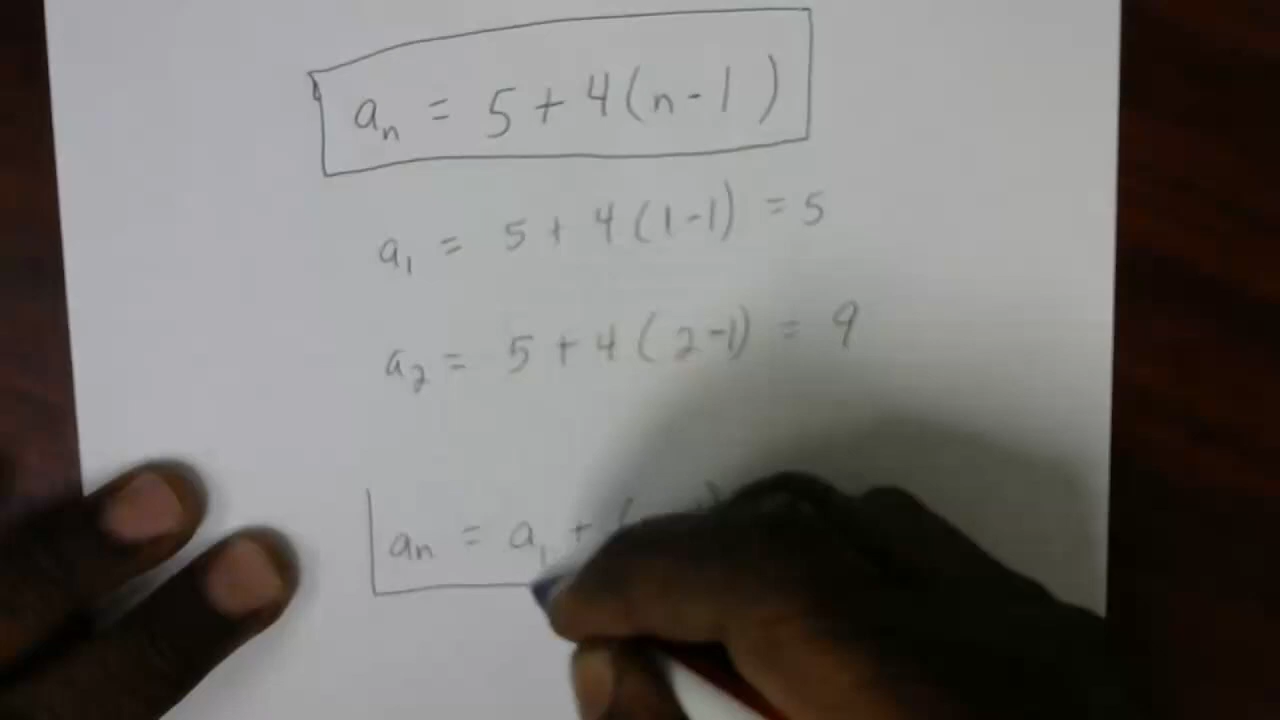 aₙ = 5 + 4(n - 1)
a₁ = 5 + 4(1-1) = 5
a₂ = 5 + 4(2-1) = 9
aₙ = a₁ + (